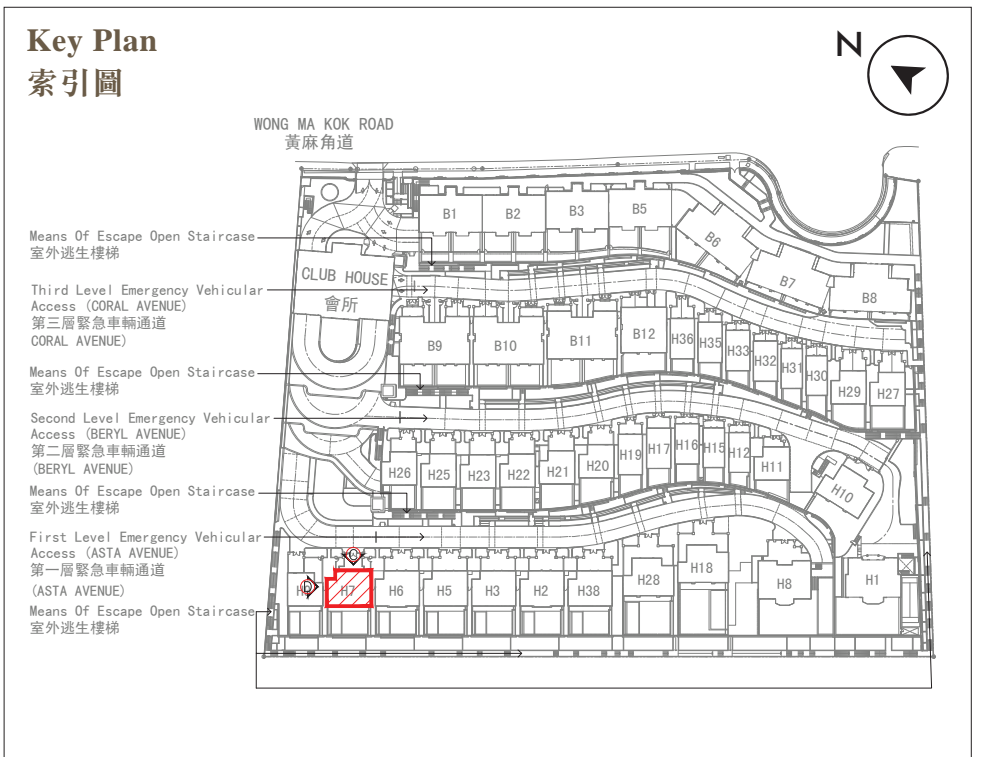 Key Plan
索引圖
N
WONG MA KOK ROAD
黃麻角道
B1
B2
B3
B5
B6
B7
B8
Means Of Escape Open Staircase
室外逃生樓梯
CLUB HOUSE
會所
Third Level Emergency Vehicular
Access (CORAL AVENUE)
第三層緊急車輛通道
CORAL AVENUE)
B9
B10
B11
B12
H36
H35
H33
H32
H31
H30
H29
H27
Means Of Escape Open Staircase
室外逃生樓梯
Second Level Emergency Vehicular
Access (BERYL AVENUE)
第二層緊急車輛通道
(BERYL AVENUE)
H26
H25
H23
H22
H21
H20
H19
H17
H16
H15
H12
H11
H10
Means Of Escape Open Staircase
室外逃生樓梯
First Level Emergency Vehicular
Access (ASTA AVENUE)
第一層緊急車輛通道
(ASTA AVENUE)
H7
H6
H5
H3
H2
H38
H28
H18
H8
H1
Means Of Escape Open Staircase
室外逃生樓梯